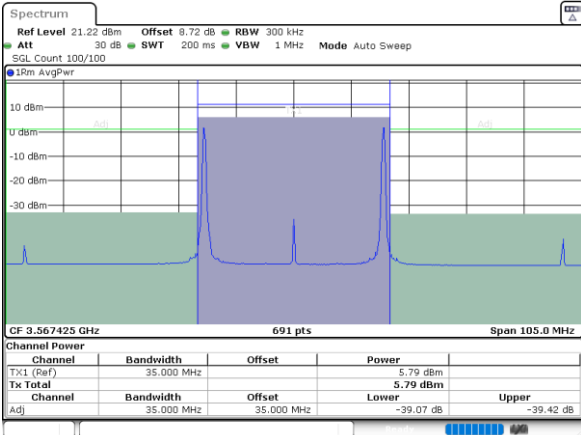 Spectrum
Ref Level 21.22 dBm Offset 8.72 dB RBW 300 kHz
Att 30 dB SWT 200 ms VBW 1 MHz Mode Auto Sweep
SGL Count 100/100
1Rm AvgPwr
10 dBm
Adj Adj
0 dBm
-10 dBm
-20 dBm
-30 dBm
CF 3.567425 GHz 691 pts Span 105.0 MHz
Channel Power
Channel Bandwidth Offset Power
TX1 (Ref) 35.000 MHz 5.79 dBm
Tx Total 5.79 dBm
Channel Bandwidth Offset Lower Upper
Adj 35.000 MHz 35.000 MHz -39.07 dB -39.42 dB
Ready